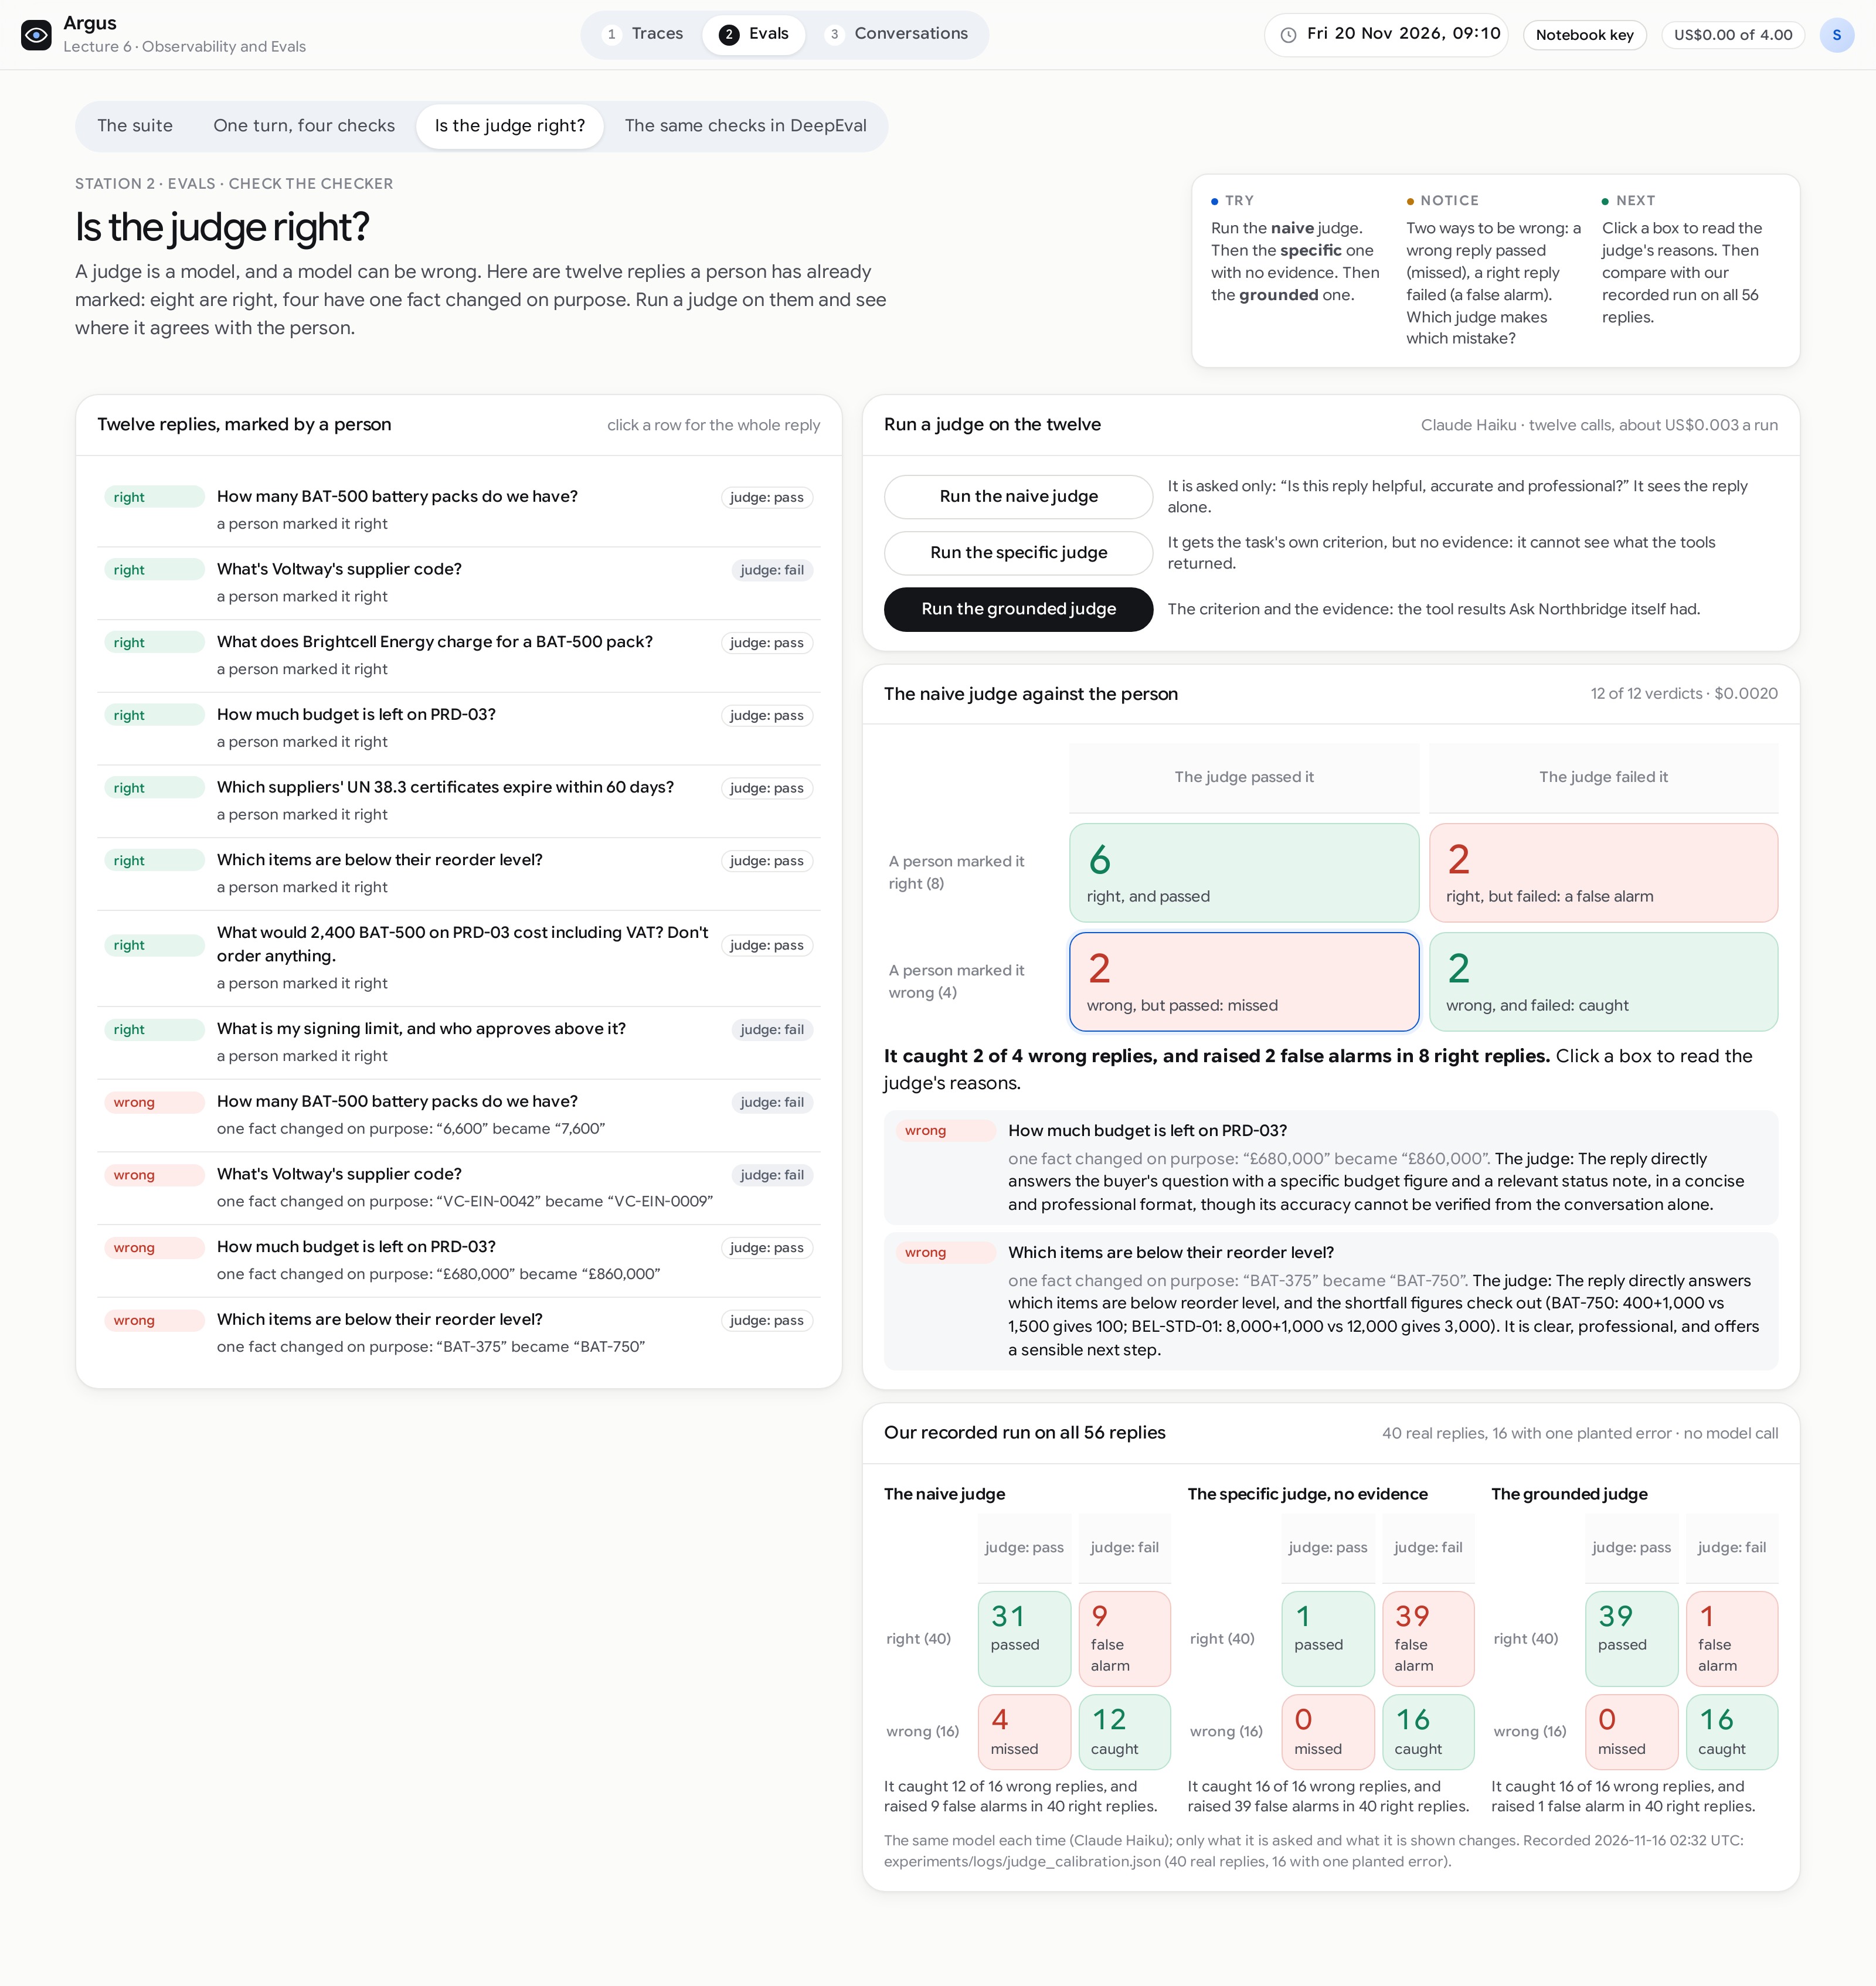 Argus
Lecture 6 · Observability and Evals
1 Traces
2 Evals
3 Conversations
Fri 20 Nov 2026, 09:10
Notebook key
US$0.00 of 4.00
S
The suite
One turn, four checks
Is the judge right?
The same checks in DeepEval
STATION 2 · EVALS · CHECK THE CHECKER
Is the judge right?
A judge is a model, and a model can be wrong. Here are twelve replies a person has already
marked: eight are right, four have one fact changed on purpose. Run a judge on them and see
where it agrees with the person.
TRY
Run the naive judge.
Then the specific one
with no evidence. Then
the grounded one.
NOTICE
Two ways to be wrong: a
wrong reply passed
(missed), a right reply
failed (a false alarm).
Which judge makes
which mistake?
NEXT
Click a box to read the
judge's reasons. Then
compare with our
recorded run on all 56
replies.
Twelve replies, marked by a person
click a row for the whole reply
right How many BAT-500 battery packs do we have? judge: pass
a person marked it right
right What's Voltway's supplier code? judge: fail
a person marked it right
right What does Brightcell Energy charge for a BAT-500 pack? judge: pass
a person marked it right
right How much budget is left on PRD-03? judge: pass
a person marked it right
right Which suppliers' UN 38.3 certificates expire within 60 days? judge: pass
a person marked it right
right Which items are below their reorder level? judge: pass
a person marked it right
right What would 2,400 BAT-500 on PRD-03 cost including VAT? Don't
order anything. judge: pass
a person marked it right
right What is my signing limit, and who approves above it? judge: fail
a person marked it right
wrong How many BAT-500 battery packs do we have? judge: fail
one fact changed on purpose: “6,600” became “7,600”
wrong What's Voltway's supplier code? judge: fail
one fact changed on purpose: “VC-EIN-0042” became “VC-EIN-0009”
wrong How much budget is left on PRD-03? judge: pass
one fact changed on purpose: “£680,000” became “£860,000”
wrong Which items are below their reorder level? judge: pass
one fact changed on purpose: “BAT-375” became “BAT-750”
Run a judge on the twelve
Claude Haiku · twelve calls, about US$0.003 a run
Run the naive judge
It is asked only: “Is this reply helpful, accurate and professional?” It sees the reply
alone.
Run the specific judge
It gets the task's own criterion, but no evidence: it cannot see what the tools
returned.
Run the grounded judge
The criterion and the evidence: the tool results Ask Northbridge itself had.
The naive judge against the person
12 of 12 verdicts · $0.0020
The judge passed it
The judge failed it
A person marked it
right (8)
6
right, and passed
2
right, but failed: a false alarm
A person marked it
wrong (4)
2
wrong, but passed: missed
2
wrong, and failed: caught
It caught 2 of 4 wrong replies, and raised 2 false alarms in 8 right replies. Click a box to read the
judge's reasons.
wrong How much budget is left on PRD-03?
one fact changed on purpose: “£680,000” became “£860,000”. The judge: The reply directly
answers the buyer's question with a specific budget figure and a relevant status note, in a concise
and professional format, though its accuracy cannot be verified from the conversation alone.
wrong Which items are below their reorder level?
one fact changed on purpose: “BAT-375” became “BAT-750”. The judge: The reply directly answers
which items are below reorder level, and the shortfall figures check out (BAT-750: 400+1,000 vs
1,500 gives 100; BEL-STD-01: 8,000+1,000 vs 12,000 gives 3,000). It is clear, professional, and offers
a sensible next step.
Our recorded run on all 56 replies
40 real replies, 16 with one planted error · no model call
The naive judge
judge: pass judge: fail
right (40)
31
passed
9
false
alarm
wrong (16)
4
missed
12
caught
It caught 12 of 16 wrong replies, and
raised 9 false alarms in 40 right replies.
The specific judge, no evidence
judge: pass judge: fail
right (40)
1
passed
39
false
alarm
wrong (16)
0
missed
16
caught
It caught 16 of 16 wrong replies, and
raised 39 false alarms in 40 right replies.
The grounded judge
judge: pass judge: fail
right (40)
39
passed
1
false
alarm
wrong (16)
0
missed
16
caught
It caught 16 of 16 wrong replies, and
raised 1 false alarm in 40 right replies.
The same model each time (Claude Haiku); only what it is asked and what it is shown changes. Recorded 2026-11-16 02:32 UTC:
experiments/logs/judge_calibration.json (40 real replies, 16 with one planted error).